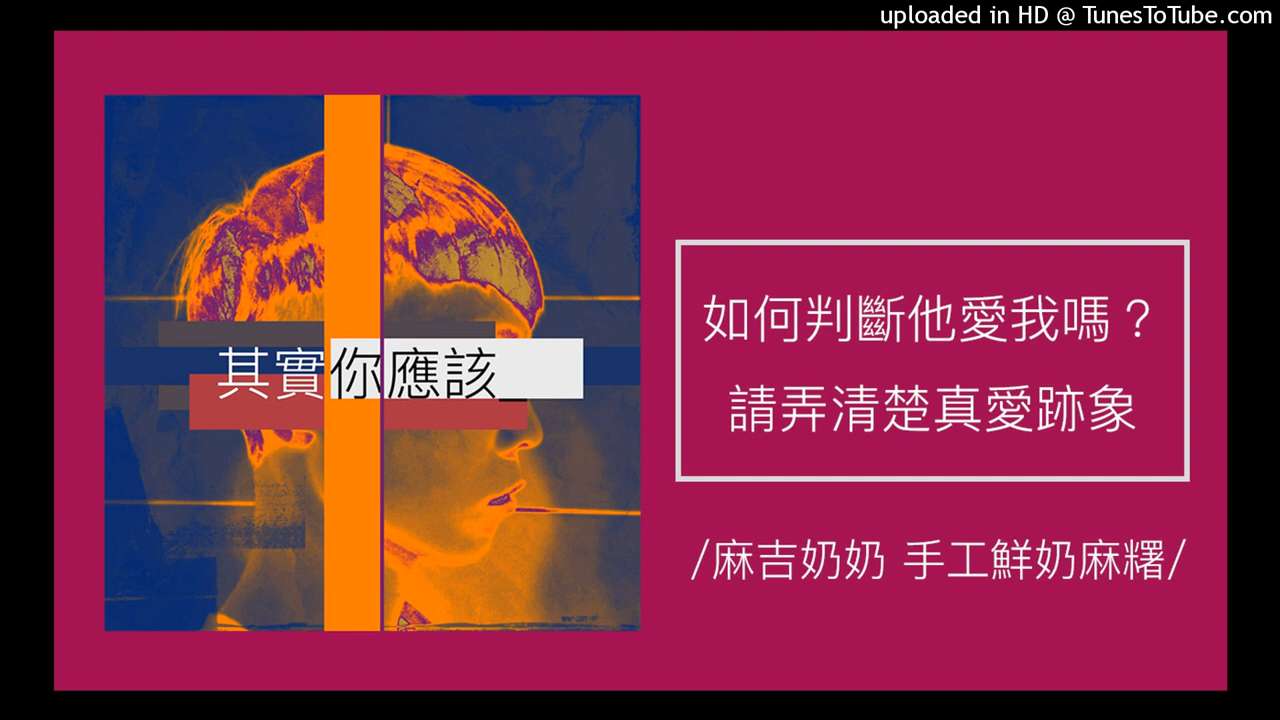 uploaded in HD @ TunesToTube.com
其實你應該_
如何判斷他愛我嗎？
請弄清楚真愛跡象
/麻吉奶奶 手工鮮奶麻糬/